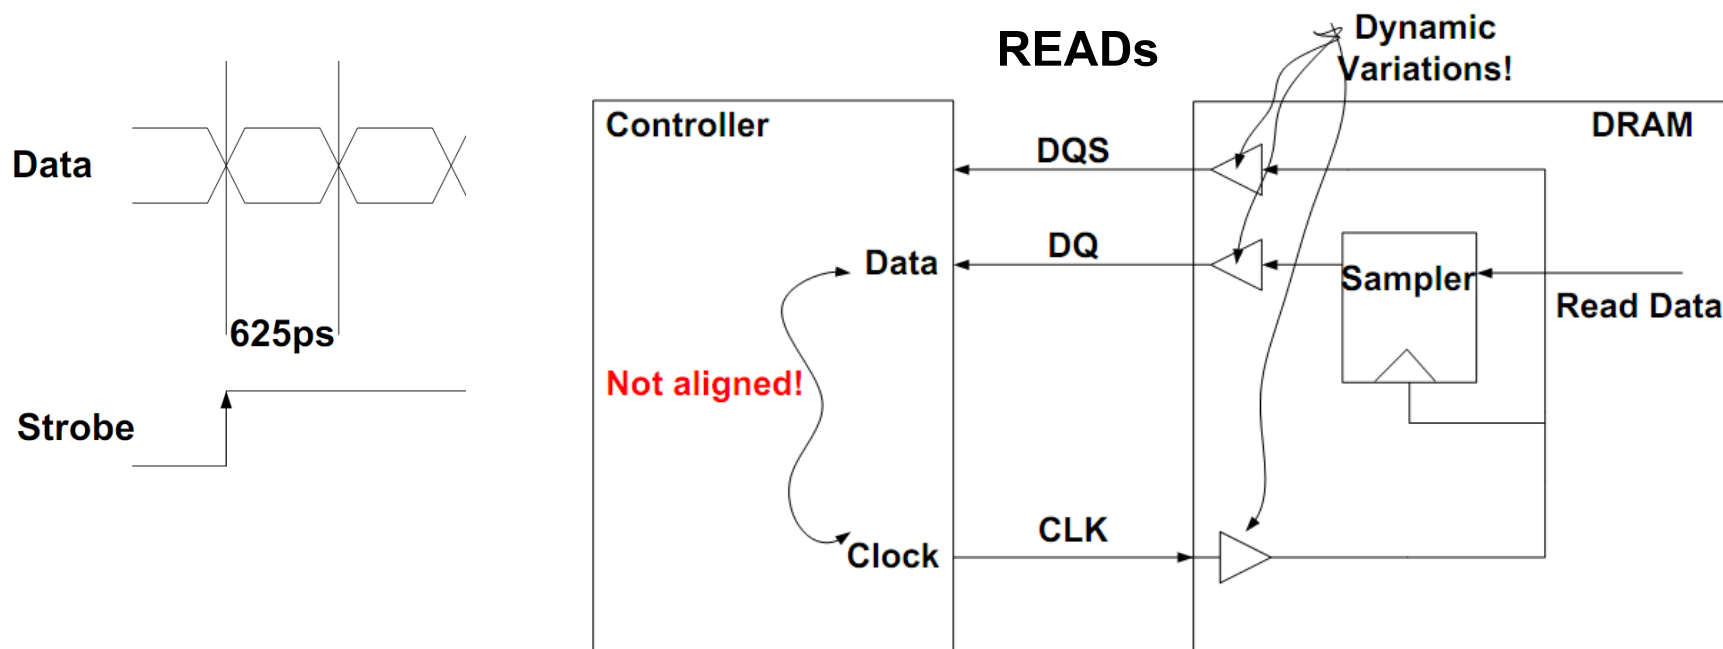 READs
Dynamic
Variations!
Controller
DRAM
DQS
Data
DQ
Data
Sampler
Read Data
625ps
Not aligned!
Strobe
CLK
Clock